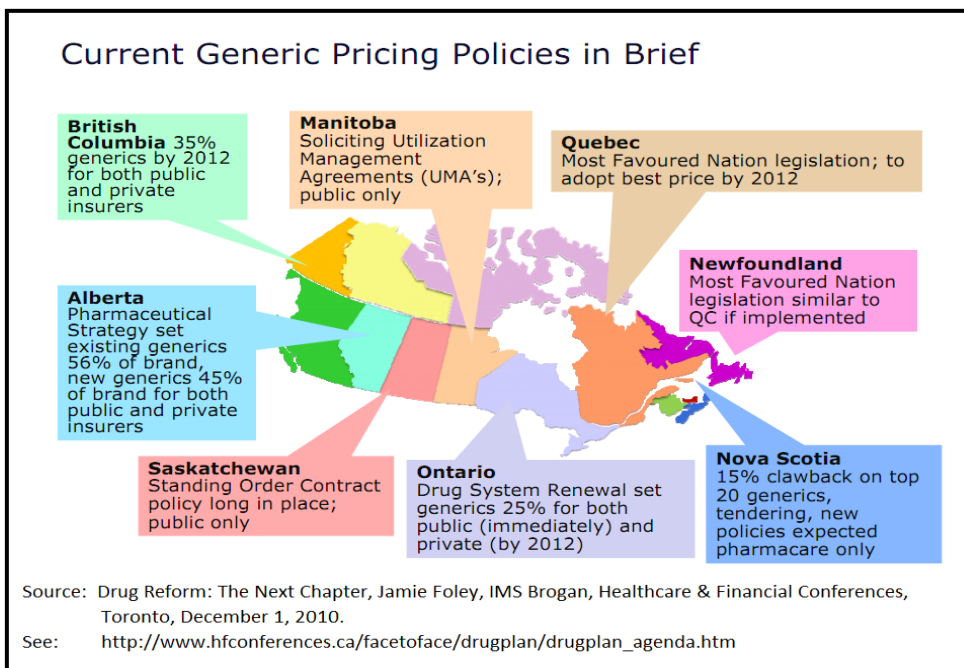 Current Generic Pricing Policies in Brief
British
Columbia 35%
generics by 2012
for both public
and private
insurers
Manitoba
Soliciting Utilization
Management
Agreements (UMA's);
public only
Quebec
Most Favoured Nation legislation; to
adopt best price by 2012
Newfoundland
Most Favoured Nation
legislation similar to
QC if implemented
Alberta
Pharmaceutical
Strategy set
existing generics
56% of brand,
new generics 45%
of brand for both
public and private
insurers
Saskatchewan
Standing Order Contract
policy long in place;
public only
Ontario
Drug System Renewal set
generics 25% for both
public (immediately) and
private (by 2012)
Nova Scotia
15% clawback on top
20 generics,
tendering, new
policies expected
pharmacare only
Source: Drug Reform: The Next Chapter, Jamie Foley, IMS Brogan, Healthcare & Financial Conferences,
Toronto, December 1, 2010.
See: http://www.hfconferences.ca/facetoface/drugplan/drugplan_agenda.htm